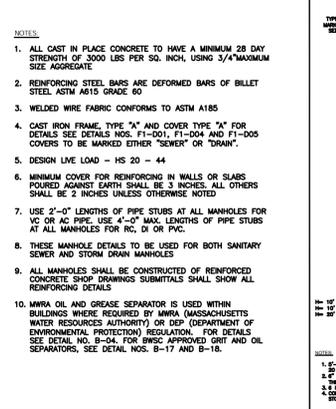 NOTES:
1. ALL CAST IN PLACE CONCRETE TO HAVE A MINIMUM 28 DAY
STRENGTH OF 3000 LBS PER SQ. INCH, USING 3/4"MAXIMUM
SIZE AGGREGATE
2. REINFORCING STEEL BARS ARE DEFORMED BARS OF BILLET
STEEL ASTM A615 GRADE 60
3. WELDED WIRE FABRIC CONFORMS TO ASTM A185
4. CAST IRON FRAME, TYPE "A" AND COVER TYPE "A" FOR
DETAILS SEE DETAILS NOS. F1-D01, F1-D04 AND F1-D05
COVERS TO BE MARKED EITHER "SEWER" OR "DRAIN".
5. DESIGN LIVE LOAD - HS 20 - 44
6. MINIMUM COVER FOR REINFORCING IN WALLS OR SLABS
POURED AGAINST EARTH SHALL BE 3 INCHES. ALL OTHERS
SHALL BE 2 INCHES UNLESS OTHERWISE NOTED
7. USE 2'-0" LENGTHS OF PIPE STUBS AT ALL MANHOLES FOR
VC OR AC PIPE. USE 4'-0" MAX. LENGTHS OF PIPE STUBS
AT ALL MANHOLES FOR RC, DI OR PVC.
8. THESE MANHOLE DETAILS TO BE USED FOR BOTH SANITARY
SEWER AND STORM DRAIN MANHOLES
9. ALL MANHOLES SHALL BE CONSTRUCTED OF REINFORCED
CONCRETE SHOP DRAWINGS SUBMITTALS SHALL SHOW ALL
REINFORCING DETAILS
10. MWRA OIL AND GREASE SEPARATOR IS USED WITHIN
BUILDINGS WHERE REQUIRED BY MWRA (MASSACHUSETTS
WATER RESOURCES AUTHORITY) OR DEP (DEPARTMENT OF
ENVIRONMENTAL PROTECTION) REGULATION. FOR DETAILS
SEE DETAIL NO. B-04. FOR BWSC APPROVED GRIT AND OIL
SEPARATORS, SEE DETAIL NOS. B-17 AND B-18.
H= 10'
H= 10'
H= 20'
NOTES: